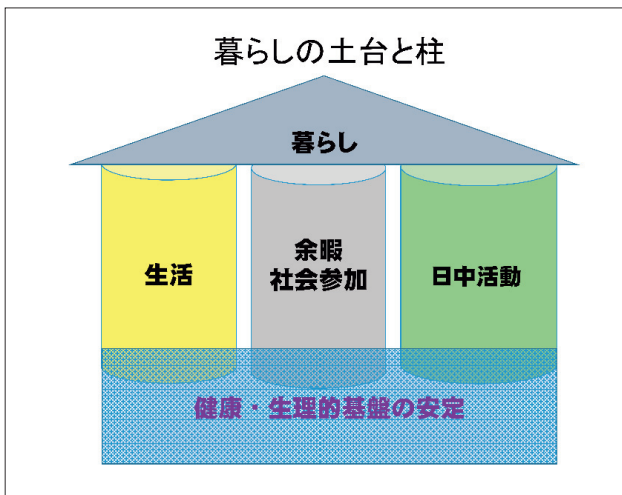 暮らしの土台と柱
暮らし
生活
余暇
社会参加
日中活動
健康・生理的基盤の安定